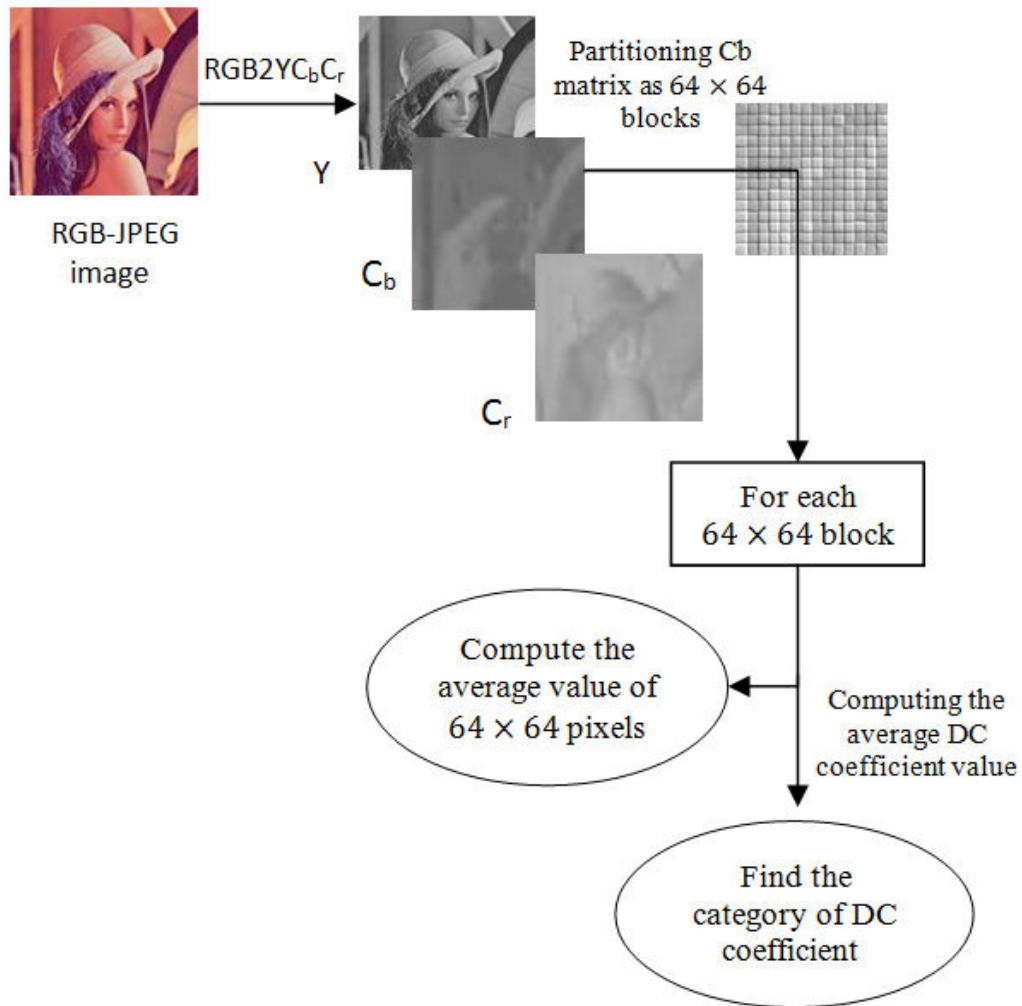 RGB2YCbCr
Partitioning Cb
matrix as 64 × 64
blocks
Y
RGB-JPEG
image
Cb
Cr
For each
64 × 64 block
Compute the
average value of
64 × 64 pixels
Computing the
average DC
coefficient value
Find the
category of DC
coefficient